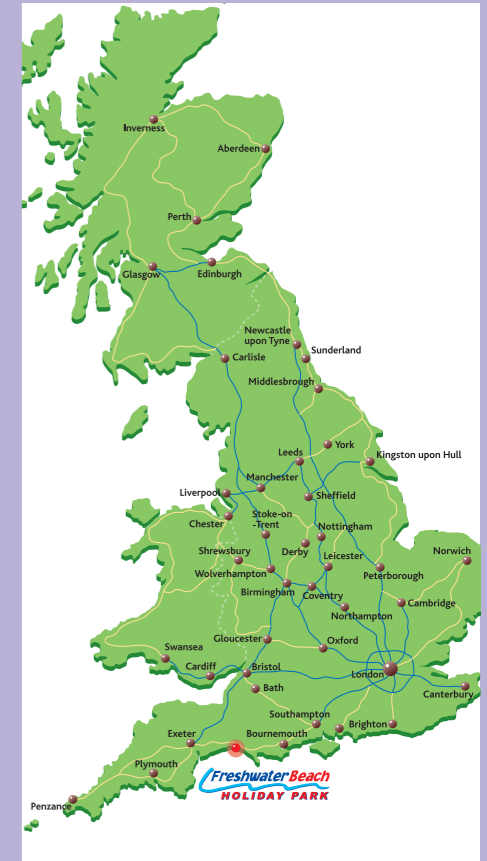 Inverness
Aberdeen
Perth
Glasgow
Edinburgh
Newcastle
upon Tyne
Sunderland
Carlisle
Middlesbrough
York
Leeds
Kingston upon Hull
Manchester
Liverpool
Sheffield
Chester
Stoke-on
-Trent
Nottingham
Derby
Shrewsbury
Leicester
Norwich
Wolverhampton
Peterborough
Birmingham
Coventry
Cambridge
Northampton
Gloucester
Oxford
Swansea
Cardiff
Bristol
London
Bath
Canterbury
Southampton
Brighton
Exeter
Bournemouth
Plymouth
Freshwater Beach
HOLIDAY PARK
Penzance